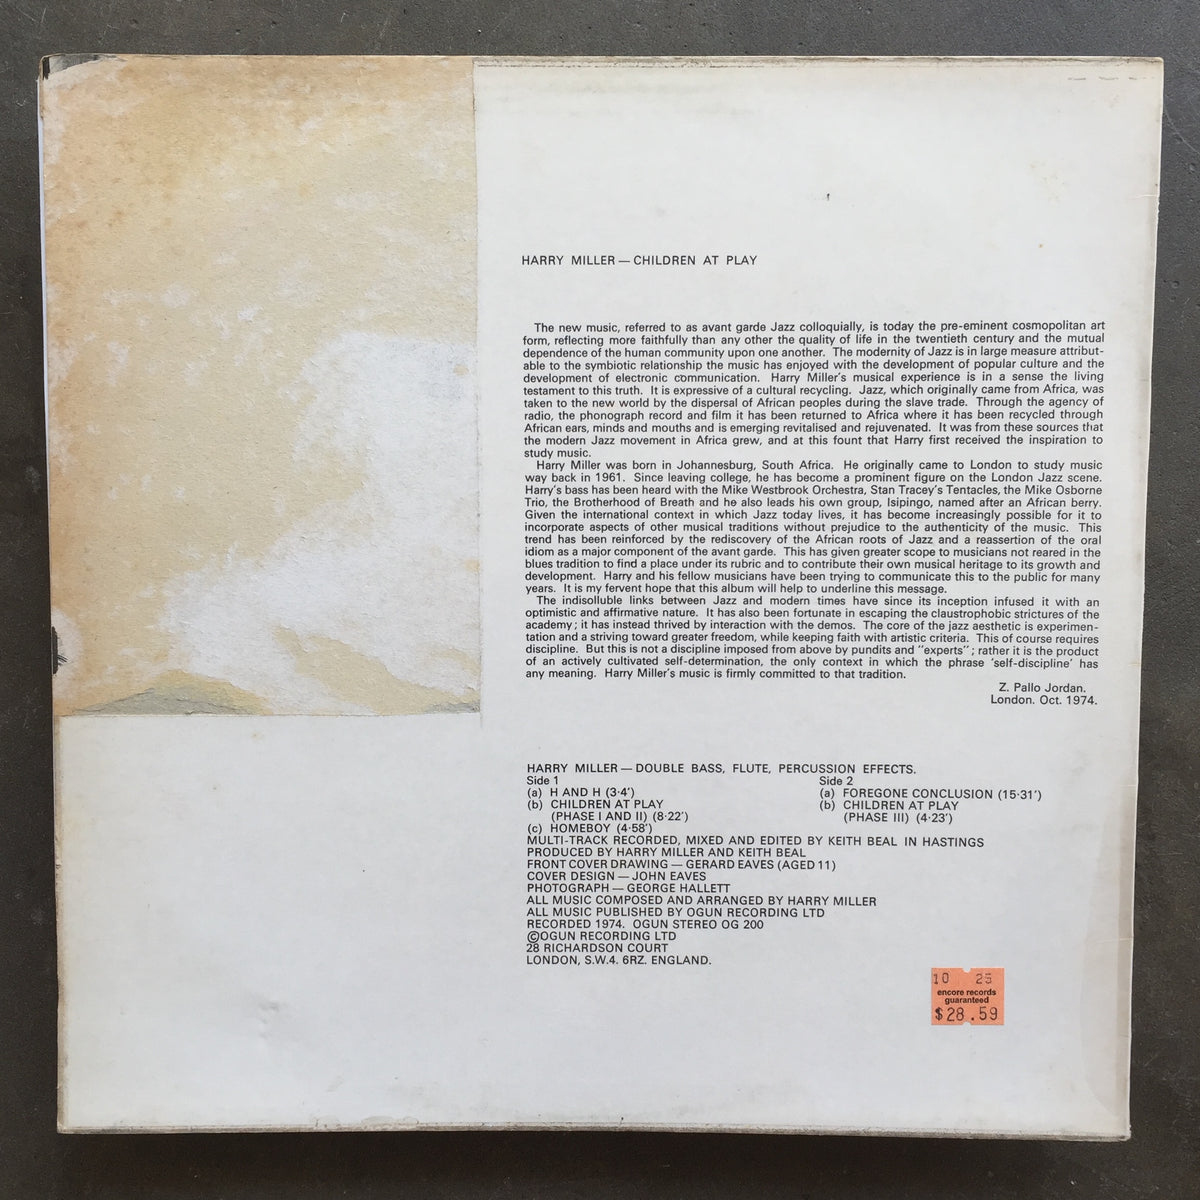 HARRY MILLER — CHILDREN AT PLAY
The new music, referred to as avant garde Jazz colloquially, is today the pre-eminent cosmopolitan art
form, reflecting more faithfully than any other the quality of life in the twentieth century and the mutual
dependence of the human community upon one another. The modernity of Jazz is in large measure attribut-
able to the symbiotic relationship the music has enjoyed with the development of popular culture and the
development of electronic communication. Harry Miller's musical experience is in a sense the living
testament to this truth. It is expressive of a cultural recycling. Jazz, which originally came from Africa, was
taken to the new world by the dispersal of African peoples during the slave trade. Through the agency of
radio, the phonograph record and film it has been returned to Africa where it has been recycled through
African ears, minds and mouths and is emerging revitalised and rejuvenated. It was from these sources that
the modern Jazz movement in Africa grew, and at this fount that Harry first received the inspiration to
study music.
Harry Miller was born in Johannesburg, South Africa. He originally came to London to study music
way back in 1961. Since leaving college, he has become a prominent figure on the London Jazz scene.
Harry's bass has been heard with the Mike Westbrook Orchestra, Stan Tracey's Tentacles, the Mike Osborne
Trio, the Brotherhood of Breath and he also leads his own group, Isipingo, named after an African berry.
Given the international context in which Jazz today lives, it has become increasingly possible for it to
incorporate aspects of other musical traditions without prejudice to the authenticity of the music. This
trend has been reinforced by the rediscovery of the African roots of Jazz and a reassertion of the oral
idiom as a major component of the avant garde. This has given greater scope to musicians not reared in the
blues tradition to find a place under its rubric and to contribute their own musical heritage to its growth and
development. Harry and his fellow musicians have been trying to communicate this to the public for many
years. It is my fervent hope that this album will help to underline this message.
The indisolluble links between Jazz and modern times have since its inception infused it with an
optimistic and affirmative nature. It has also been fortunate in escaping the claustrophobic strictures of the
academy; it has instead thrived by interaction with the demos. The core of the jazz aesthetic is experimen-
tation and a striving toward greater freedom, while keeping faith with artistic criteria. This of course requires
discipline. But this is not a discipline imposed from above by pundits and "experts"; rather it is the product
of an actively cultivated self-determination, the only context in which the phrase 'self-discipline' has
any meaning. Harry Miller's music is firmly committed to that tradition.
Z. Pallo Jordan.
London. Oct. 1974.
HARRY MILLER — DOUBLE BASS, FLUTE, PERCUSSION EFFECTS.
Side 1
(a) H AND H (3·4')
(b) CHILDREN AT PLAY
(PHASE I AND II) (8·22')
(c) HOMEBOY (4·58')
Side 2
(a) FOREGONE CONCLUSION (15·31')
(b) CHILDREN AT PLAY
(PHASE III) (4·23')
MULTI-TRACK RECORDED, MIXED AND EDITED BY KEITH BEAL IN HASTINGS
PRODUCED BY HARRY MILLER AND KEITH BEAL
FRONT COVER DRAWING — GERARD EAVES (AGED 11)
COVER DESIGN — JOHN EAVES
PHOTOGRAPH — GEORGE HALLETT
ALL MUSIC COMPOSED AND ARRANGED BY HARRY MILLER
ALL MUSIC PUBLISHED BY OGUN RECORDING LTD
RECORDED 1974. OGUN STEREO OG 200
©OGUN RECORDING LTD
28 RICHARDSON COURT
LONDON, S.W.4. 6RZ. ENGLAND.
10 25
encore records
guaranteed
$28.59